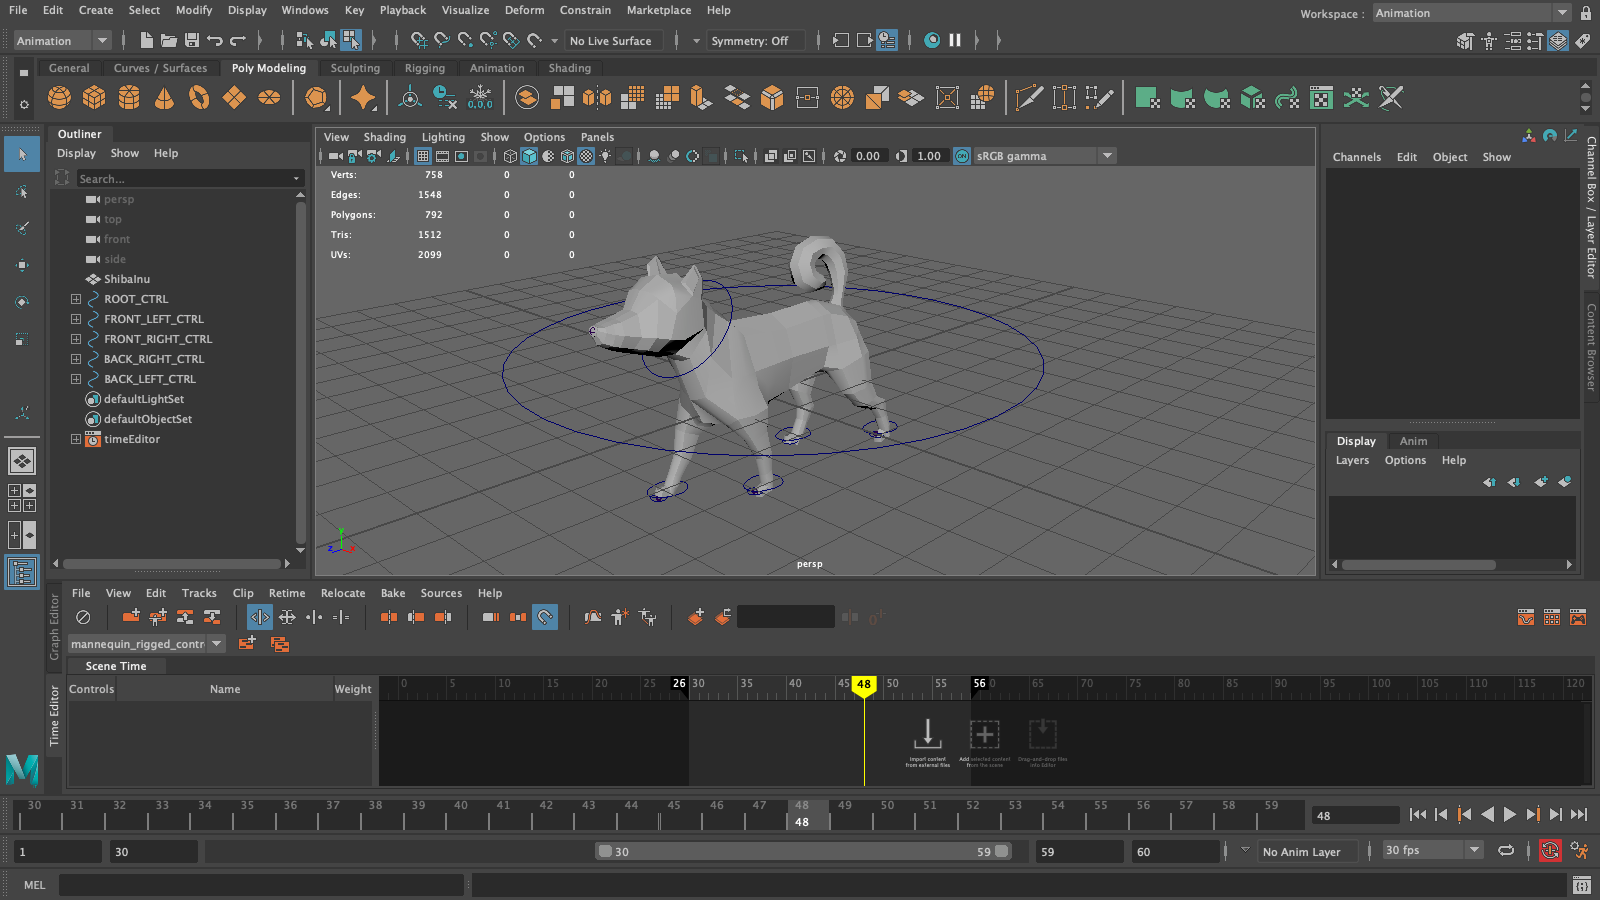 File Edit Create Select Modify Display Windows Key Playback Visualize Deform Constrain Marketplace Help
Workspace : Animation
Animation No Live Surface Symmetry: Off
General Curves / Surfaces Poly Modeling Sculpting Rigging Animation Shading
0,0,0
Outliner
Display Show Help
Search...
persp
top
front
side
ShibaInu
ROOT_CTRL
FRONT_LEFT_CTRL
FRONT_RIGHT_CTRL
BACK_RIGHT_CTRL
BACK_LEFT_CTRL
defaultLightSet
defaultObjectSet
timeEditor
View Shading Lighting Show Options Panels
0.00 1.00 ON sRGB gamma
Verts: 758 0 0
Edges: 1548 0 0
Polygons: 792 0 0
Tris: 1512 0 0
UVs: 2099 0 0
Y
Z X
persp
Channels Edit Object Show
Channel Box / Layer Editor
Content Browser
Display Anim
Layers Options Help
Graph Editor
Time Editor
File View Edit Tracks Clip Retime Relocate Bake Sources Help
mannequin_rigged_contr
Scene Time
Controls Name Weight
0 5 10 15 20 25 26 30 35 40 45 48 50 55 56 0 65 70 75 80 85 90 95 100 105 110 115 120
Import content
from external files
Add selected content
from the scene
Drag-and-drop files
into Editor
30 31 32 33 34 35 36 37 38 39 40 41 42 43 44 45 46 47 48 49 50 51 52 53 54 55 56 57 58 59
48
48
1 30 30 59 59 60 No Anim Layer 30 fps
MEL